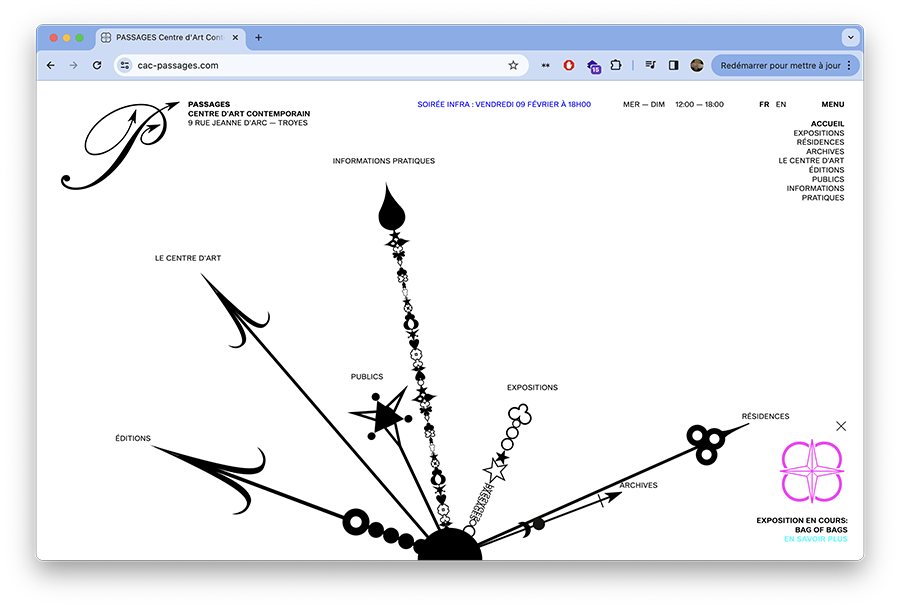 PASSAGES Centre d'Art Cont
cac-passages.com
15
Redémarrer pour mettre à jour
PASSAGES
CENTRE D'ART CONTEMPORAIN
9 RUE JEANNE D'ARC — TROYES
SOIRÉE INFRA : VENDREDI 09 FÉVRIER À 18H00
MER — DIM 12:00 — 18:00
FR EN
MENU
ACCUEIL
EXPOSITIONS
RÉSIDENCES
ARCHIVES
LE CENTRE D'ART
ÉDITIONS
PUBLICS
INFORMATIONS
PRATIQUES
INFORMATIONS PRATIQUES
LE CENTRE D'ART
PUBLICS
EXPOSITIONS
RÉSIDENCES
ÉDITIONS
ARCHIVES
PASSAGES
EXPOSITION EN COURS:
BAG OF BAGS
EN SAVOIR PLUS